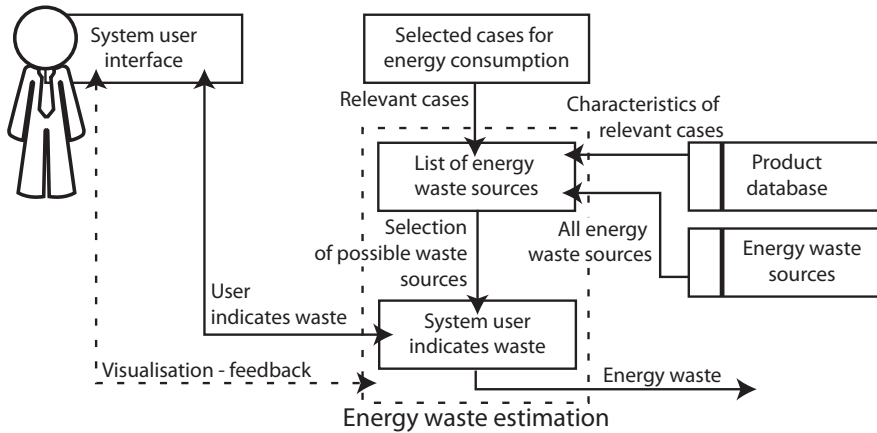 System user
interface
Selected cases for
energy consumption
Relevant cases
Characteristics of
relevant cases
List of energy
waste sources
Product
database
Selection
of possible waste
sources
All energy
waste sources
Energy waste
sources
User
indicates waste
System user
indicates waste
Visualisation - feedback
Energy waste
Energy waste estimation